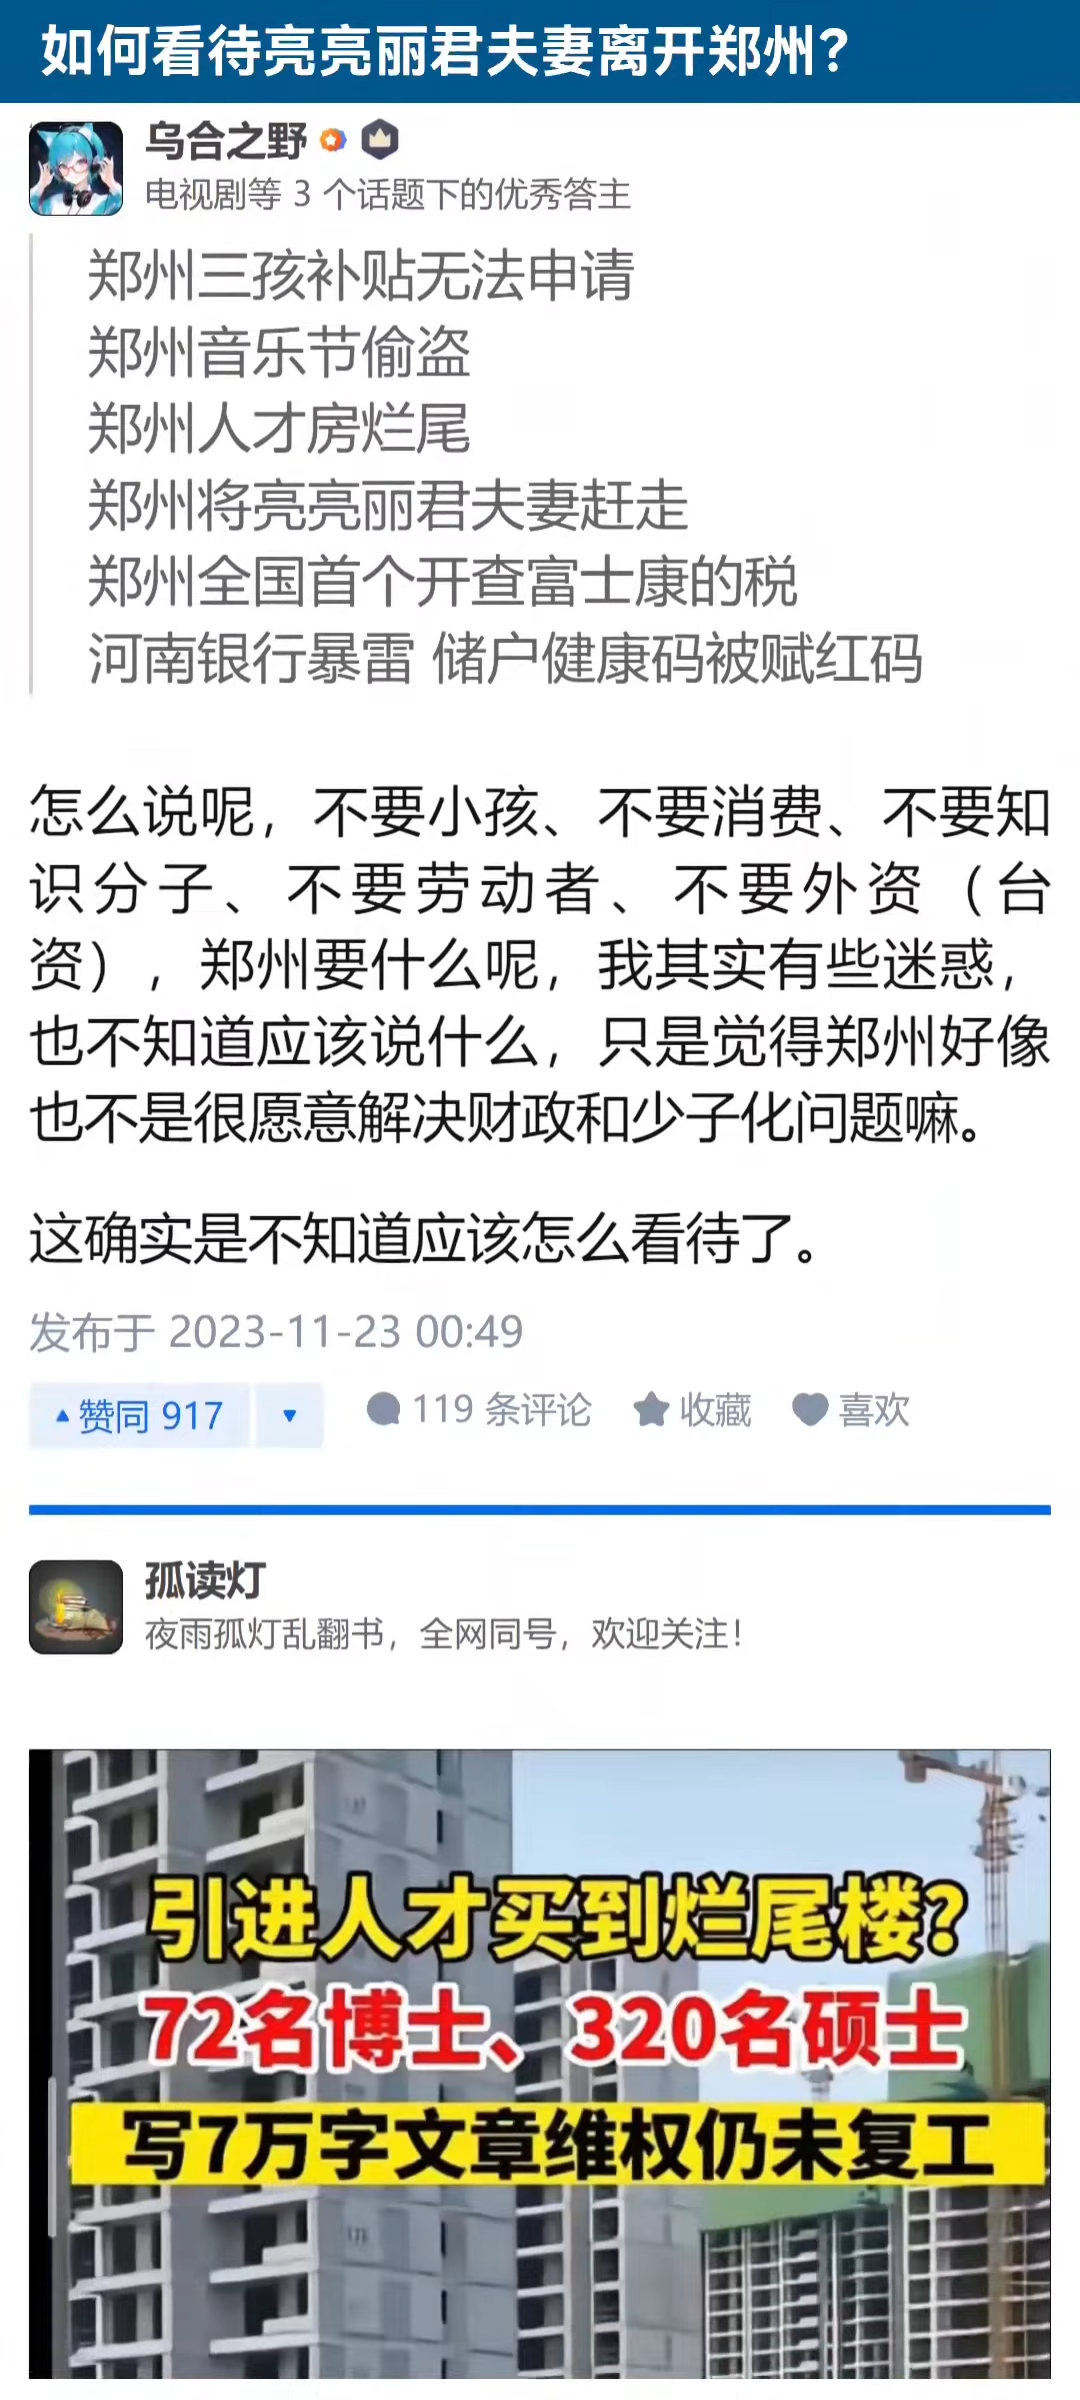 如何看待亮亮丽君夫妻离开郑州?
乌合之野
电视剧等 3 个话题下的优秀答主
郑州三孩补贴无法申请
郑州音乐节偷盗
郑州人才房烂尾
郑州将亮亮丽君夫妻赶走
郑州全国首个开查富士康的税
河南银行暴雷 储户健康码被赋红码
怎么说呢，不要小孩、不要消费、不要知
识分子、不要劳动者、不要外资（台
资），郑州要什么呢，我其实有些迷惑，
也不知道应该说什么，只是觉得郑州好像
也不是很愿意解决财政和少子化问题嘛。
这确实是不知道应该怎么看待了。
发布于 2023-11-23 00:49
赞同 917 119 条评论 收藏 喜欢
孤读灯
夜雨孤灯乱翻书，全网同号，欢迎关注！
引进人才买到烂尾楼?
72名博士、320名硕士
写7万字文章维权仍未复工